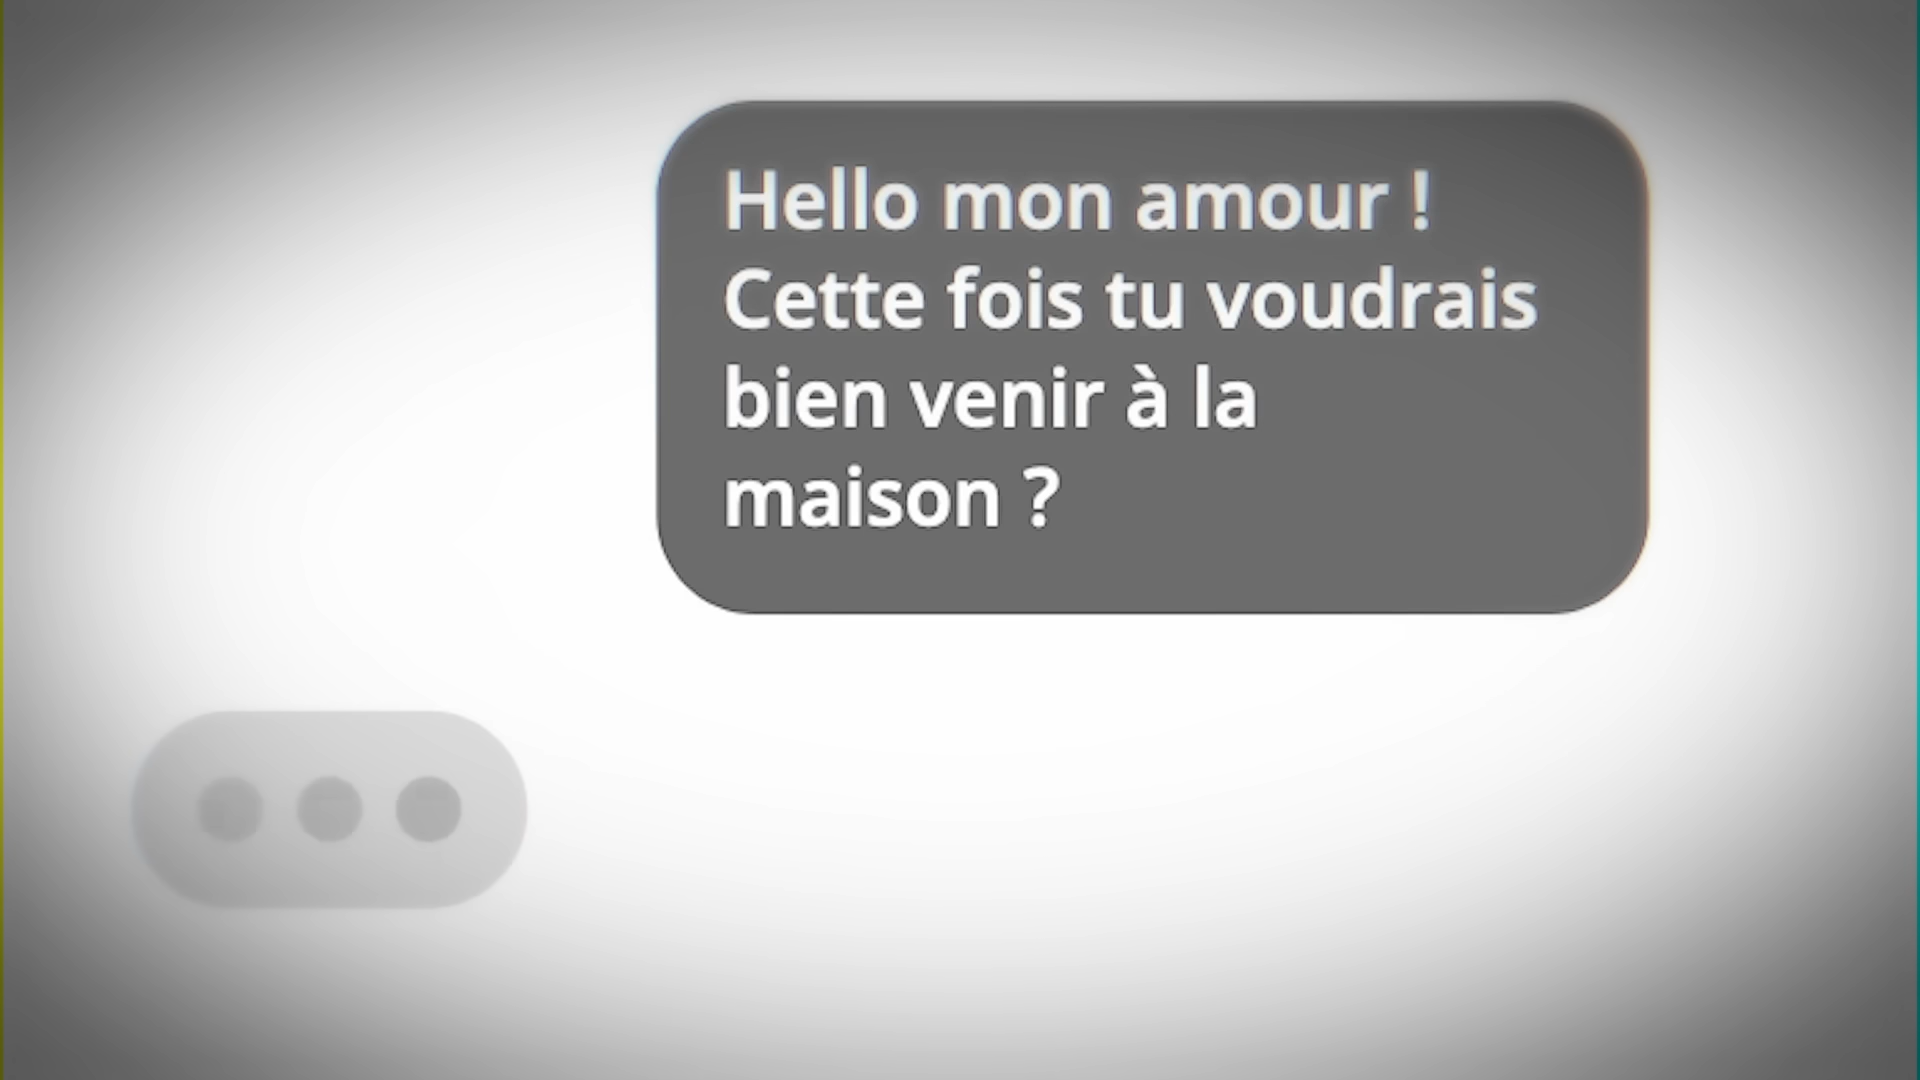 Hello mon amour !
Cette fois tu voudrais
bien venir à la
maison ?